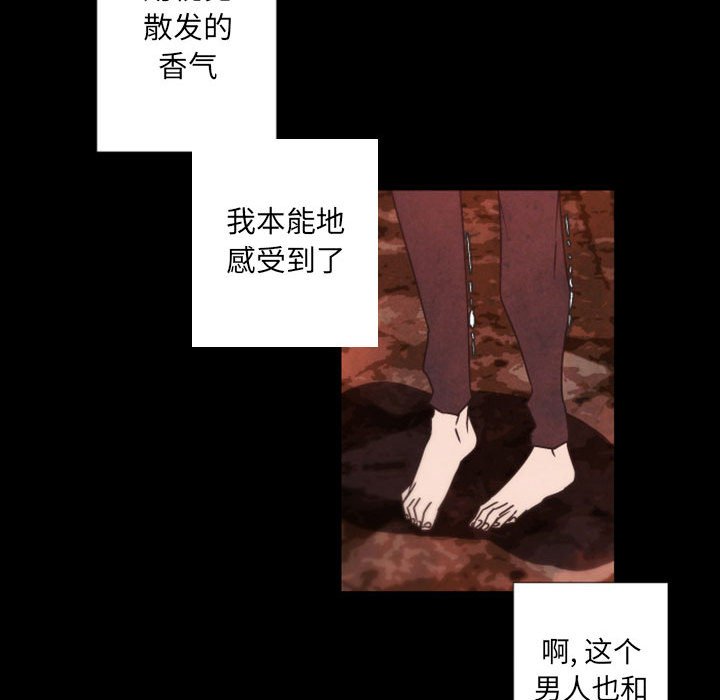 散发的
香气
我本能地
感受到了
啊, 这个
男人也和